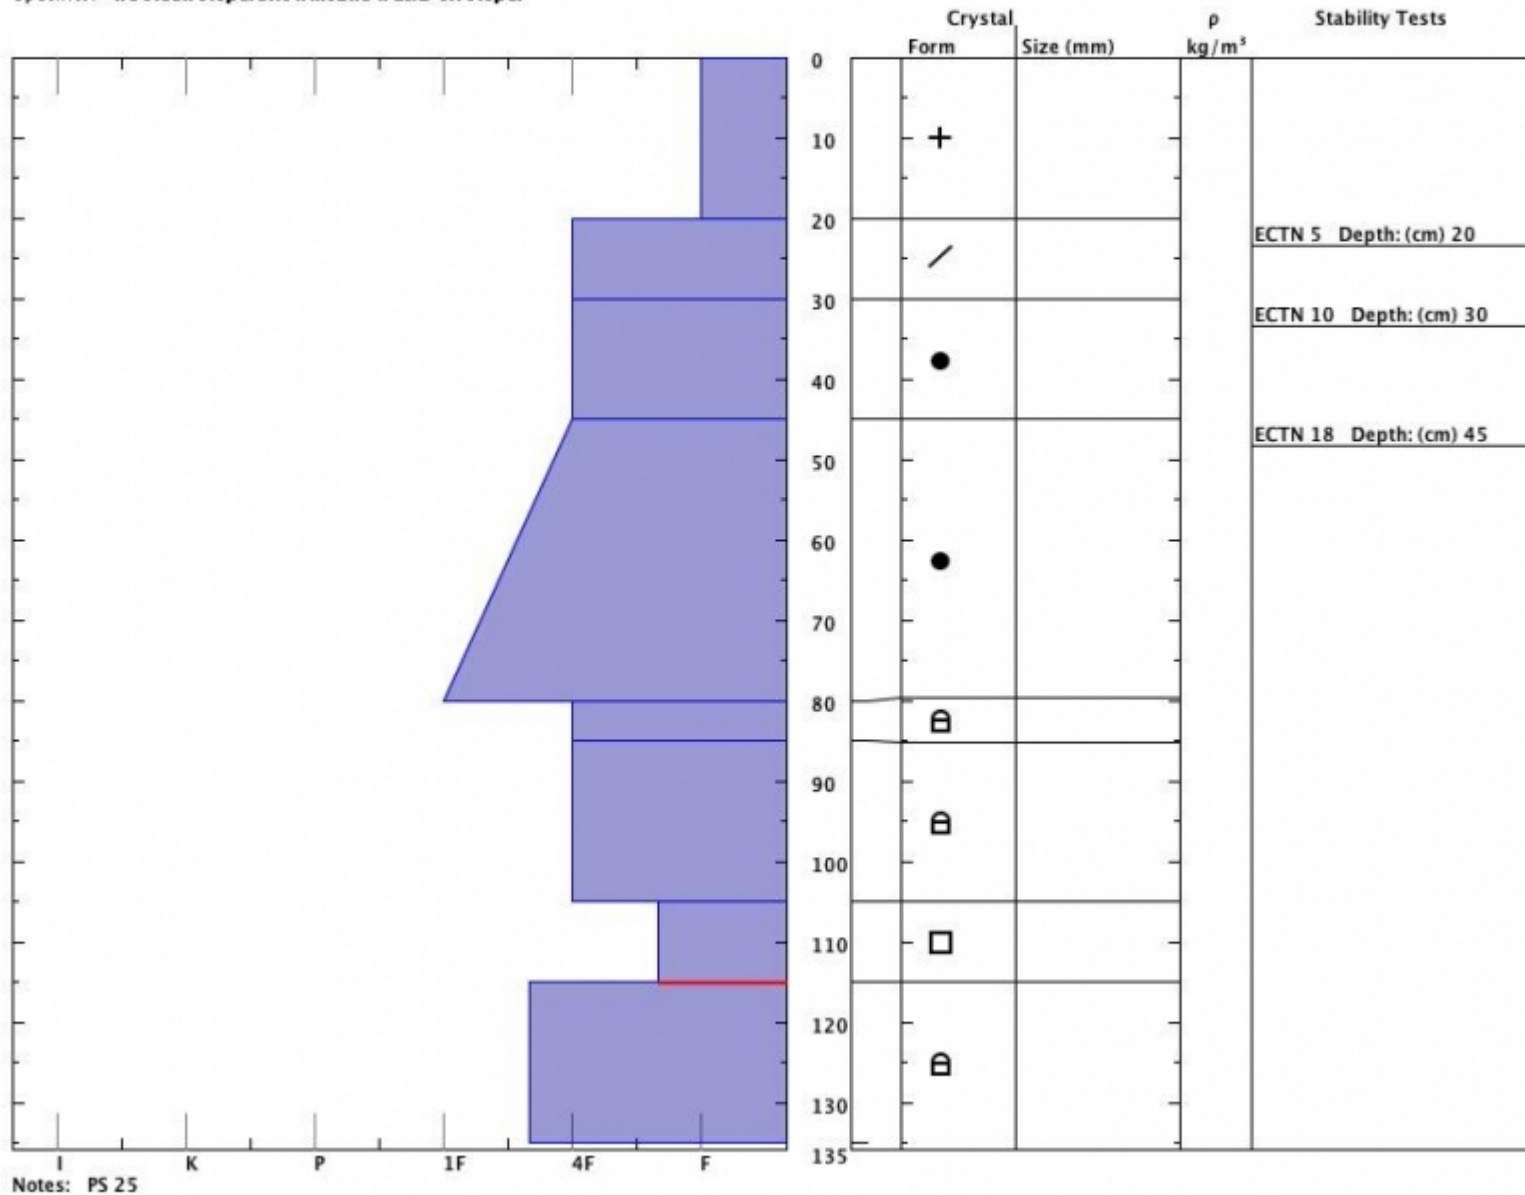 Crystal ρ Stability Tests
Form Size (mm) kg/m³
0
10
20
ECTN 5 Depth: (cm) 20
30
ECTN 10 Depth: (cm) 30
40
ECTN 18 Depth: (cm) 45
50
60
70
80
90
100
110
120
130
135
I K P 1F 4F F
Notes: PS 25